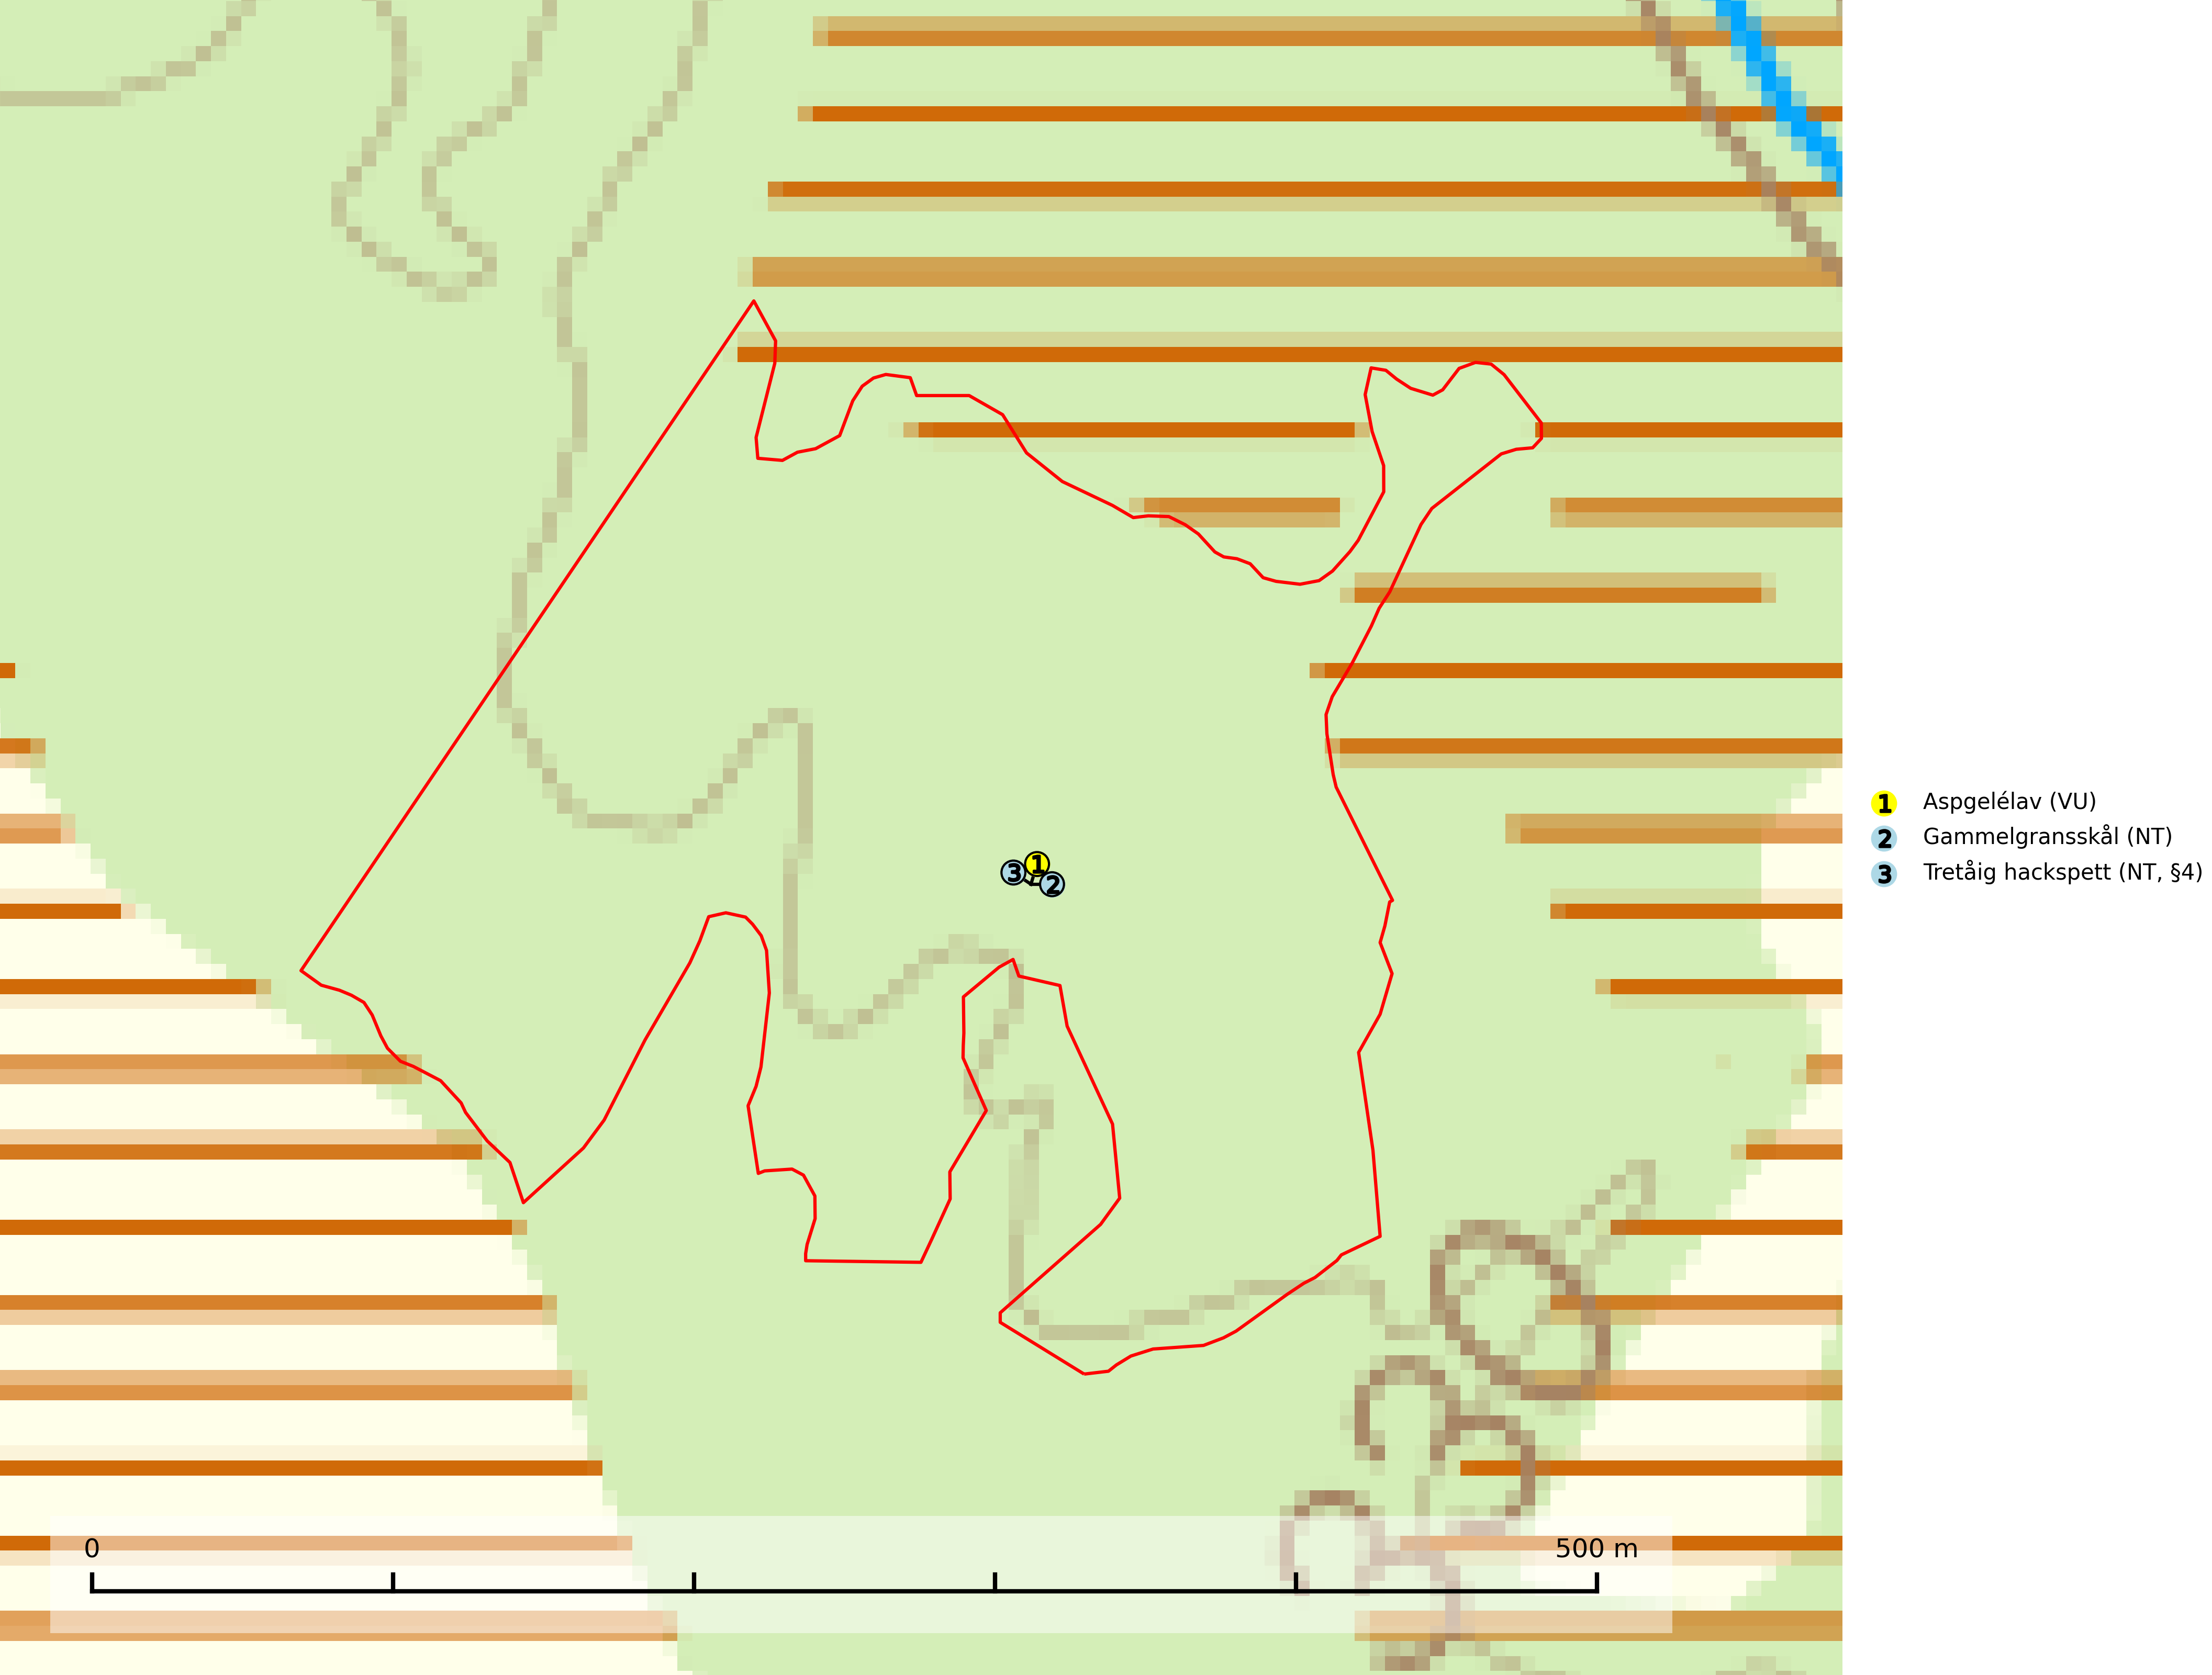 1
3
2
1 Aspgelélav (VU)
2 Gammelgransskål (NT)
3 Tretåig hackspett (NT, §4)
0 500 m